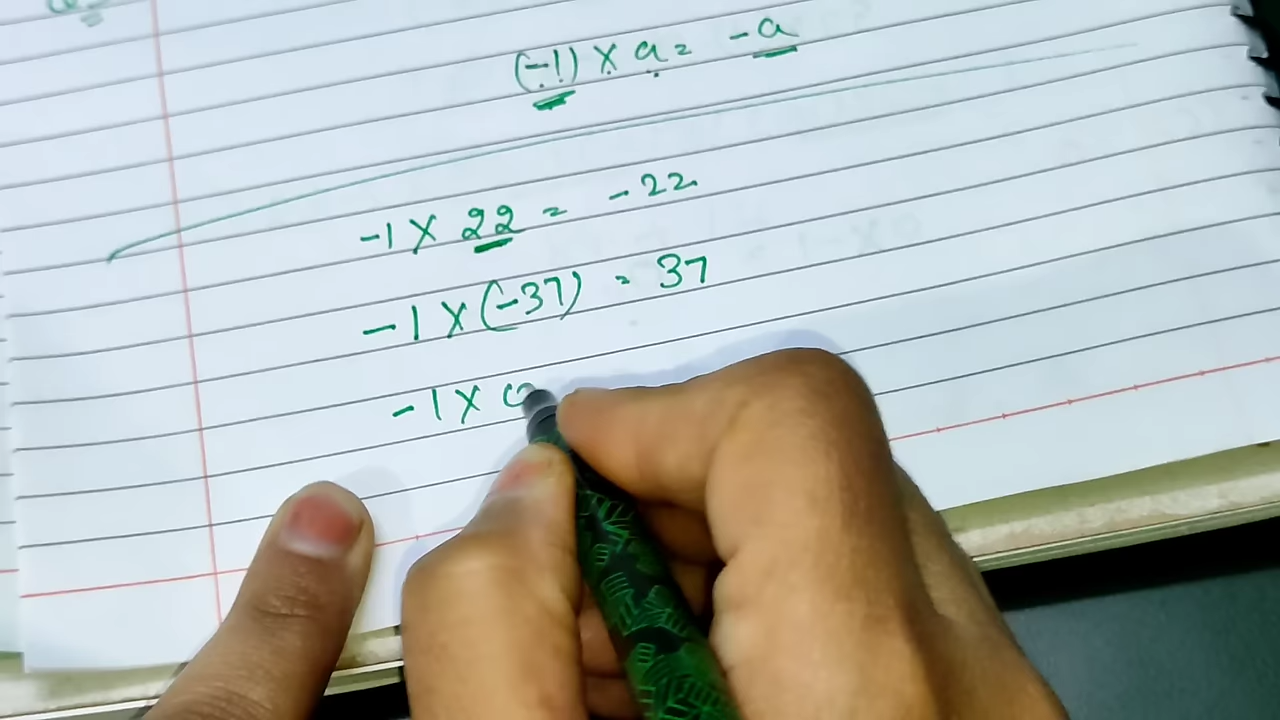 (-1) × a = -a
-1 × 22 = -22
-1 × (-37) = 37
-1 ×